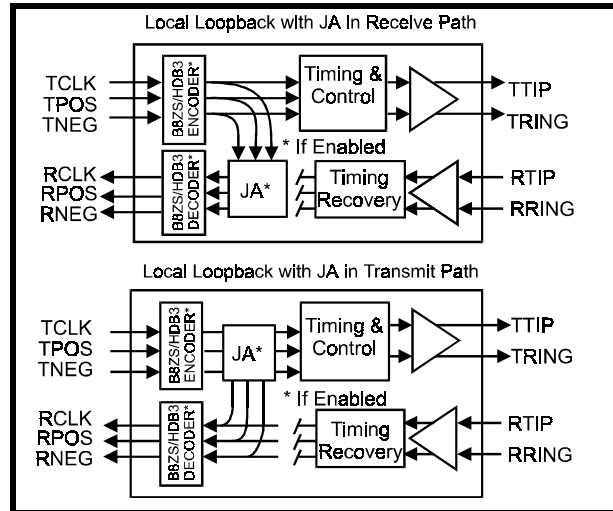 Local Loopback with JA in Receive Path
TCLK
TPOS
TNEG
B8ZS/HDB3
ENCODER*
Timing &
Control
TTIP
TRING
* If Enabled
RCLK
RPOS
RNEG
B8ZS/HDB3
DECODER*
JA*
Timing
Recovery
RTIP
RRING
Local Loopback with JA in Transmit Path
TCLK
TPOS
TNEG
B8ZS/HDB3
ENCODER*
JA*
Timing &
Control
TTIP
TRING
* If Enabled
RCLK
RPOS
RNEG
B8ZS/HDB3
DECODER*
Timing
Recovery
RTIP
RRING